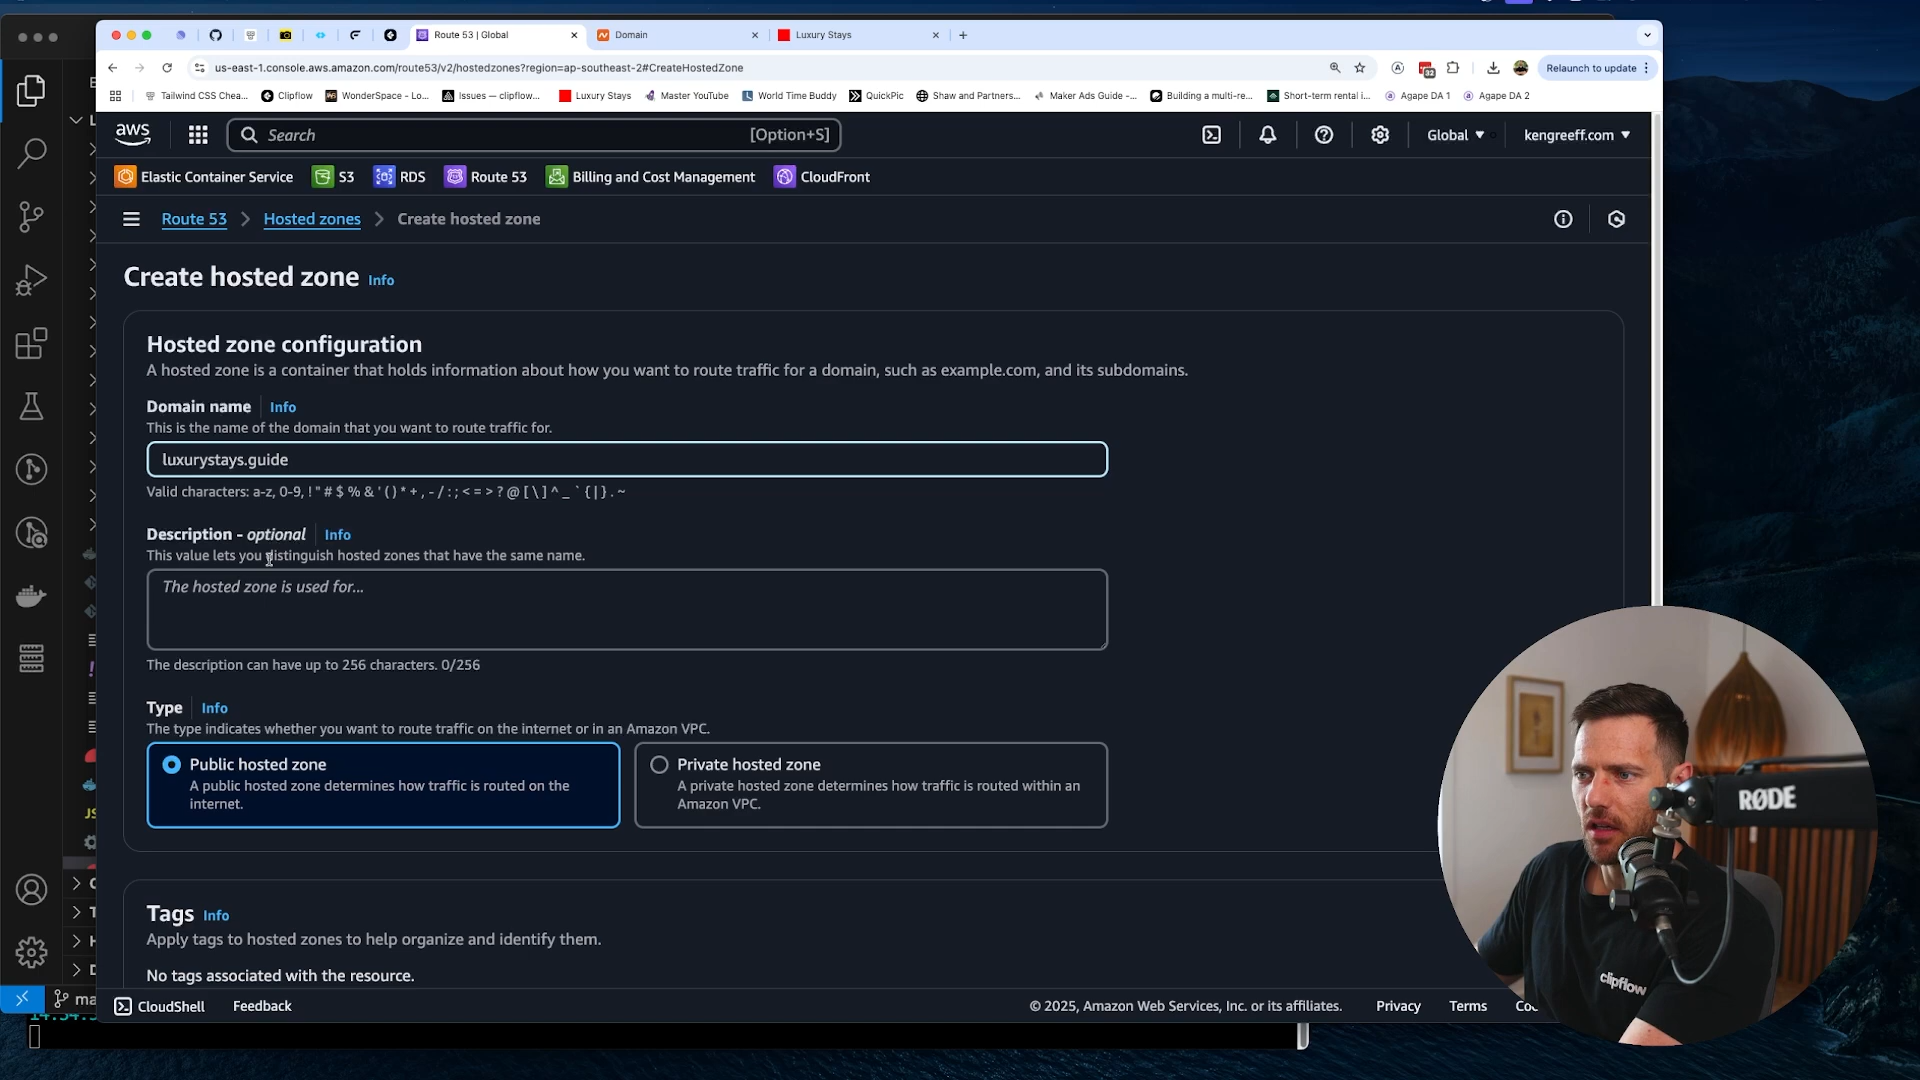 Route 53 | Global
Domain
Luxury Stays
us-east-1.console.aws.amazon.com/route53/v2/hostedzones?region=ap-southeast-2#CreateHostedZone
32
Relaunch to update
Tailwind CSS Chea...
Clipflow
WonderSpace - Lo...
Issues — clipflow...
Luxury Stays
Master YouTube
World Time Buddy
QuickPic
Shaw and Partners...
Maker Ads Guide -...
Building a multi-re...
Short-term rental i...
Agape DA 1
Agape DA 2
aws
Search
[Option+S]
Global
kengreeff.com
Elastic Container Service
S3
RDS
Route 53
Billing and Cost Management
CloudFront
Route 53
Hosted zones
Create hosted zone
Create hosted zone Info
Hosted zone configuration
A hosted zone is a container that holds information about how you want to route traffic for a domain, such as example.com, and its subdomains.
Domain name Info
This is the name of the domain that you want to route traffic for.
luxurystays.guide
Valid characters: a-z, 0-9, ! " # $ % & ' ( ) * + , - / : ; < = > ? @ [ \ ] ^ _ ` { | } . ~
Description - optional Info
This value lets you distinguish hosted zones that have the same name.
The hosted zone is used for...
The description can have up to 256 characters. 0/256
Type Info
The type indicates whether you want to route traffic on the internet or in an Amazon VPC.
Public hosted zone
A public hosted zone determines how traffic is routed on the
internet.
Private hosted zone
A private hosted zone determines how traffic is routed within an
Amazon VPC.
Tags Info
Apply tags to hosted zones to help organize and identify them.
No tags associated with the resource.
CloudShell
Feedback
© 2025, Amazon Web Services, Inc. or its affiliates.
Privacy
Terms
RØDE
clipflow